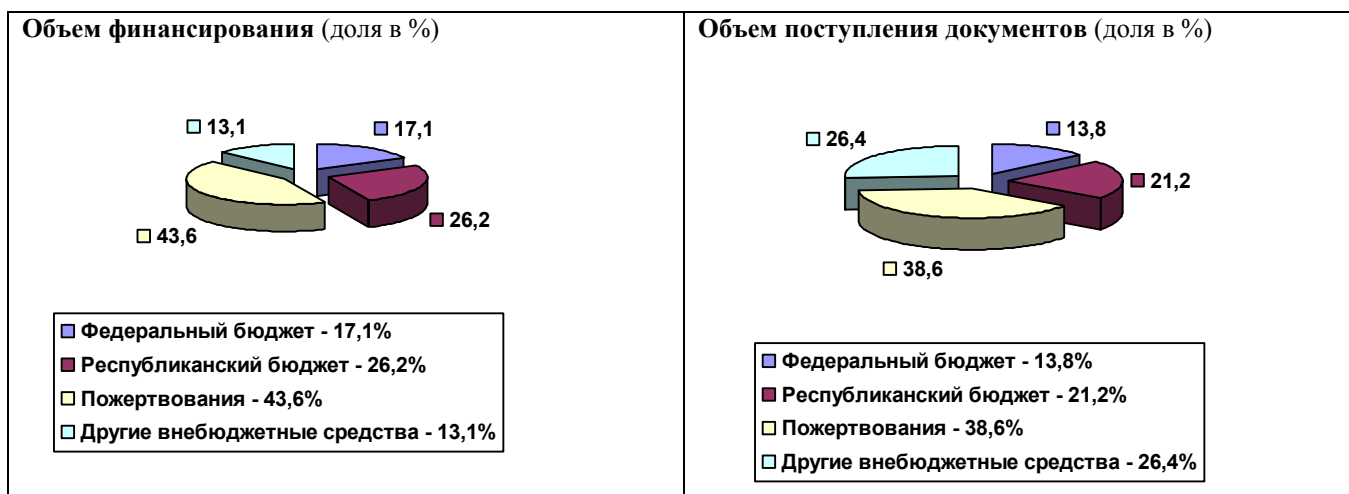 Объем финансирования (доля в %)
13,1
17,1
26,2
43,6
Федеральный бюджет - 17,1%
Республиканский бюджет - 26,2%
Пожертвования - 43,6%
Другие внебюджетные средства - 13,1%
Объем поступления документов (доля в %)
26,4
13,8
21,2
38,6
Федеральный бюджет - 13,8%
Республиканский бюджет - 21,2%
Пожертвования - 38,6%
Другие внебюджетные средства - 26,4%